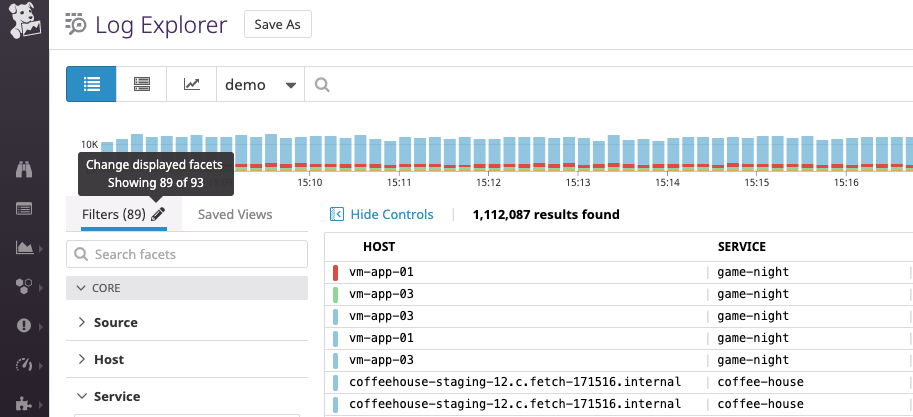 Log Explorer
Save As
demo
10K
Change displayed facets
Showing 89 of 93
15:10
15:11
15:12
15:13
15:14
15:15
15:16
Filters (89)
Saved Views
Hide Controls
1,112,087 results found
Search facets
CORE
Source
Host
Service
HOST SERVICE
vm-app-01 game-night
vm-app-03 game-night
vm-app-03 game-night
vm-app-01 game-night
vm-app-03 game-night
coffeehouse-staging-12.c.fetch-171516.internal coffee-house
coffeehouse-staging-12.c.fetch-171516.internal coffee-house